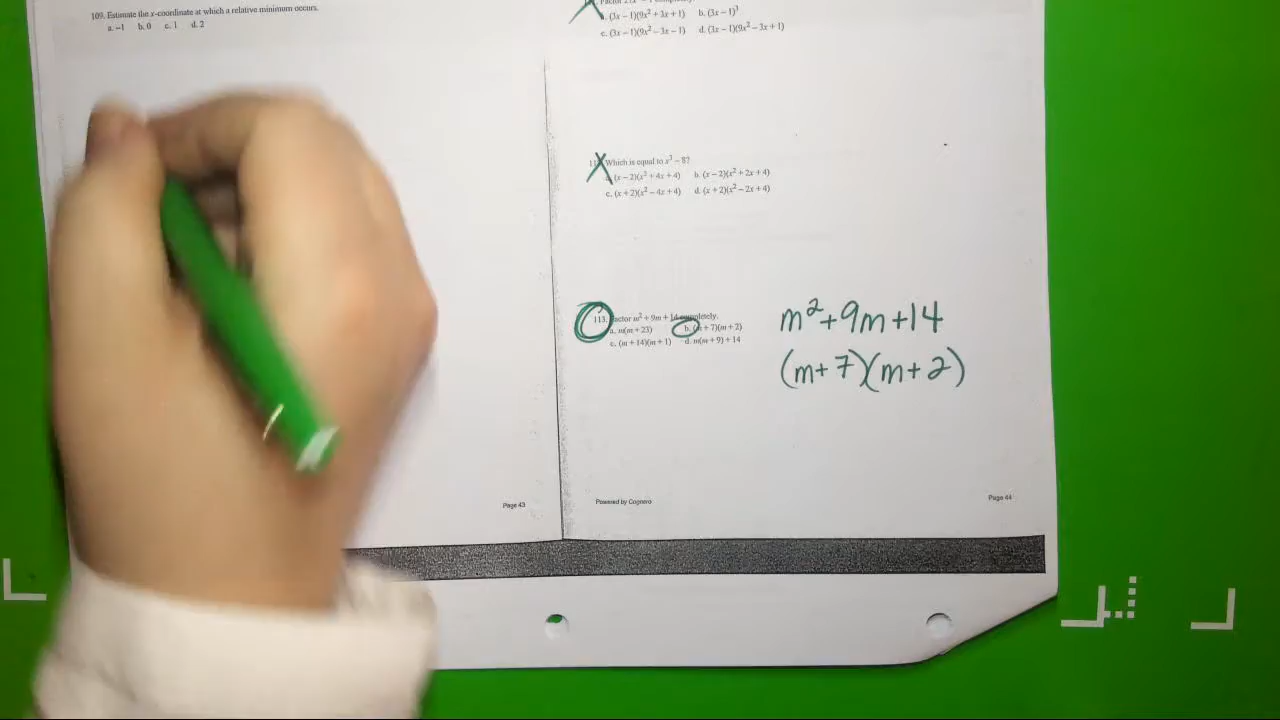 109. Estimate the x-coordinate at which a relative minimum occurs.
a. –1 b. 0 c. 1 d. 2
(3x – 1)(9x² + 3x + 1) b. (3x – 1)³
c. (3x – 1)(9x² – 3x – 1) d. (3x – 1)(9x² – 3x + 1)
Which is equal to x³ – 8?
(x – 2)(x² + 4x + 4) b. (x – 2)(x² + 2x + 4)
c. (x + 2)(x² – 4x + 4) d. (x + 2)(x² – 2x + 4)
113. Factor m² + 9m + 14 completely.
a. m(m + 23) b. (m + 7)(m + 2)
c. (m + 14)(m + 1) d. m(m + 9) + 14
m²+9m+14
(m+7)(m+2)
Page 43
Powered by Cognero
Page 44